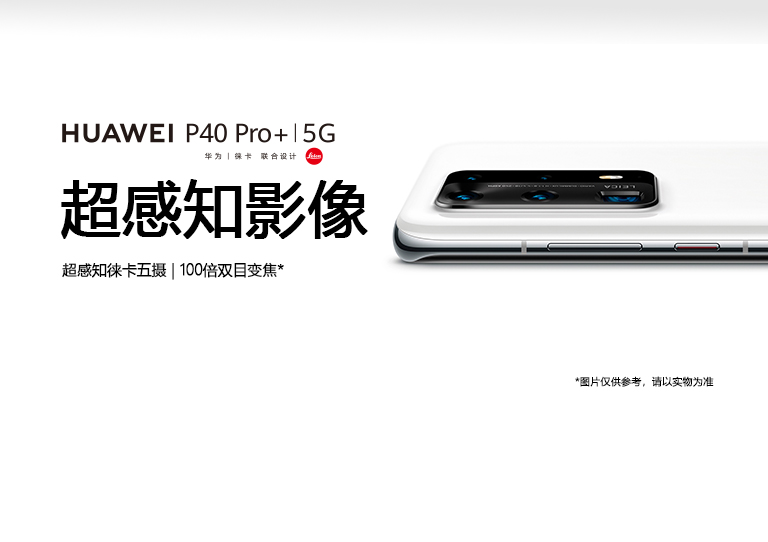 HUAWEI P40 Pro+ | 5G
华为 | 徕卡 联合设计 Leica
超感知影像
超感知徕卡五摄 | 100倍双目变焦*
LEICA
*图片仅供参考，请以实物为准